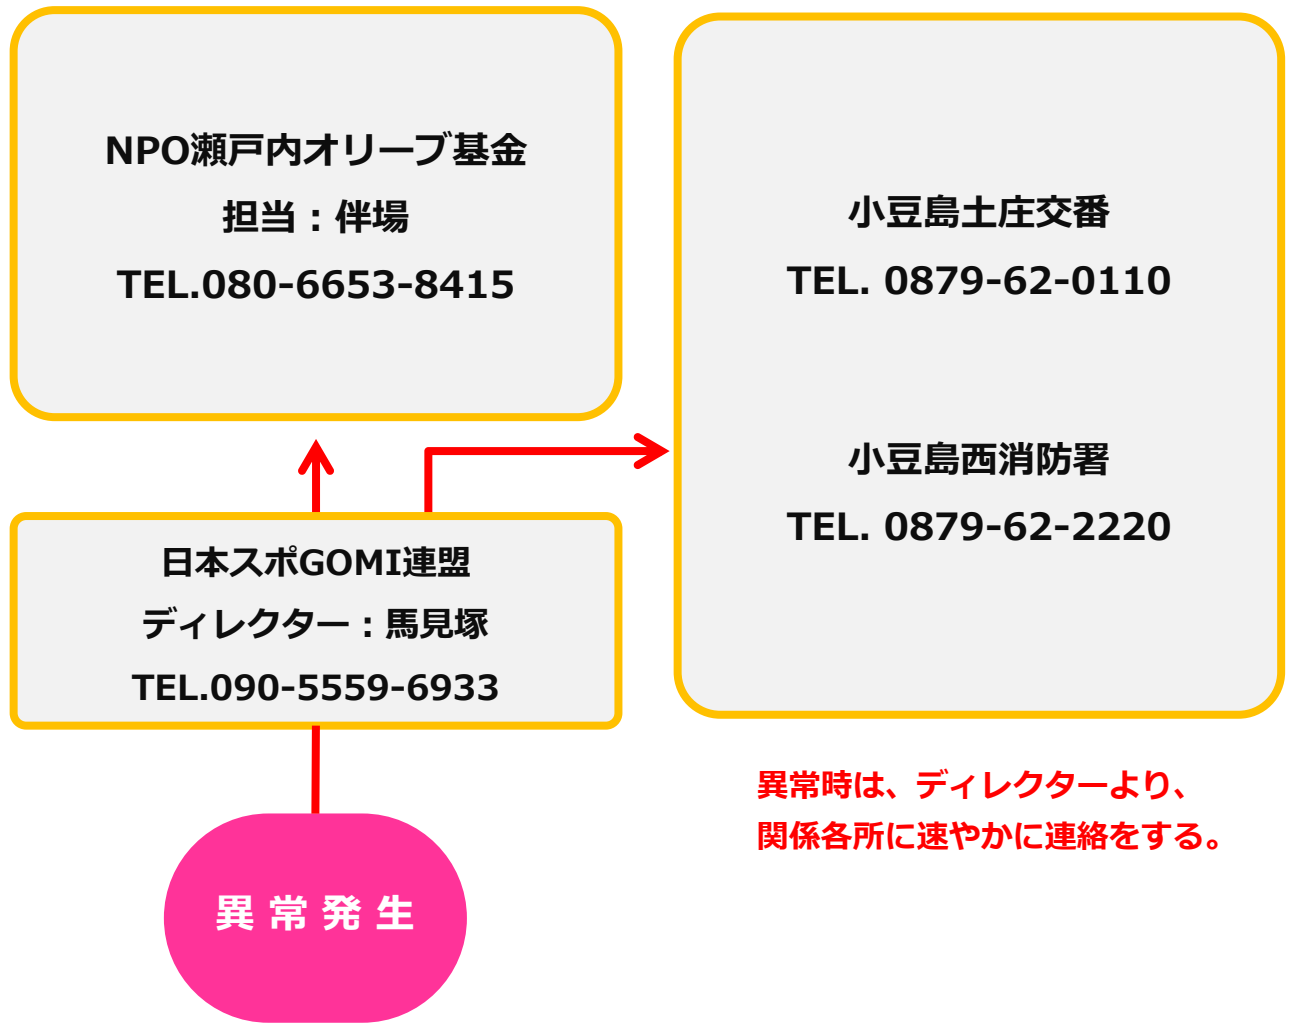 NPO瀬戸内オリーブ基金
担当：伴場
TEL.080-6653-8415
小豆島土庄交番
TEL. 0879-62-0110
小豆島西消防署
TEL. 0879-62-2220
日本スポGOMI連盟
ディレクター：馬見塚
TEL.090-5559-6933
異常時は、ディレクターより、
関係各所に速やかに連絡をする。
異 常 発 生